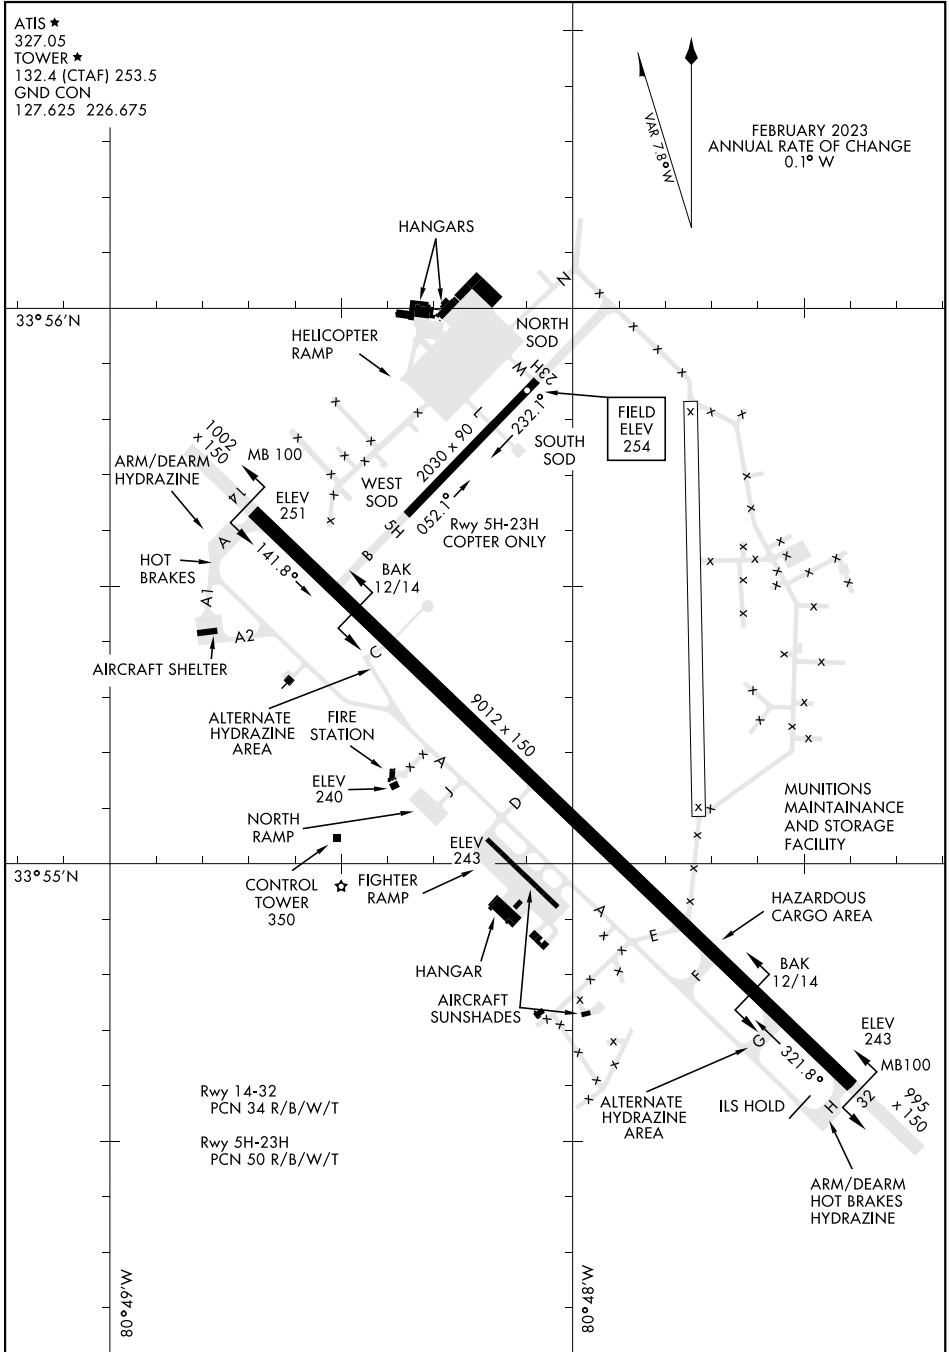 ATIS ★
327.05
TOWER ★
132.4 (CTAF) 253.5
GND CON
127.625 226.675
VAR 7.8° W
FEBRUARY 2023
ANNUAL RATE OF CHANGE
0.1° W
HANGARS
N
33°56'N
HELICOPTER
RAMP
NORTH
SOD
W
23H
FIELD
ELEV
254
L
2030 x 90
232.1°
SOUTH
SOD
1002
x 150
MB 100
ARM/DEARM
HYDRAZINE
14
ELEV
251
WEST
SOD
052.1°
5H
Rwy 5H-23H
COPTER ONLY
A
141.8°
B
HOT
BRAKES
BAK
12/14
A1
A2
AIRCRAFT SHELTER
C
ALTERNATE
HYDRAZINE
AREA
FIRE
STATION
9012 x 150
ELEV
240
A
J
D
NORTH
RAMP
MUNITIONS
MAINTAINANCE
AND STORAGE
FACILITY
ELEV
243
33°55'N
CONTROL
TOWER
350
FIGHTER
RAMP
HAZARDOUS
CARGO AREA
A
E
F
HANGAR
BAK
12/14
AIRCRAFT
SUNSHADES
G
321.8°
ELEV
243
MB100
ALTERNATE
HYDRAZINE
AREA
ILS HOLD
H
32
995
x 150
Rwy 14-32
PCN 34 R/B/W/T
Rwy 5H-23H
PCN 50 R/B/W/T
ARM/DEARM
HOT BRAKES
HYDRAZINE
80°49'W
80°48'W